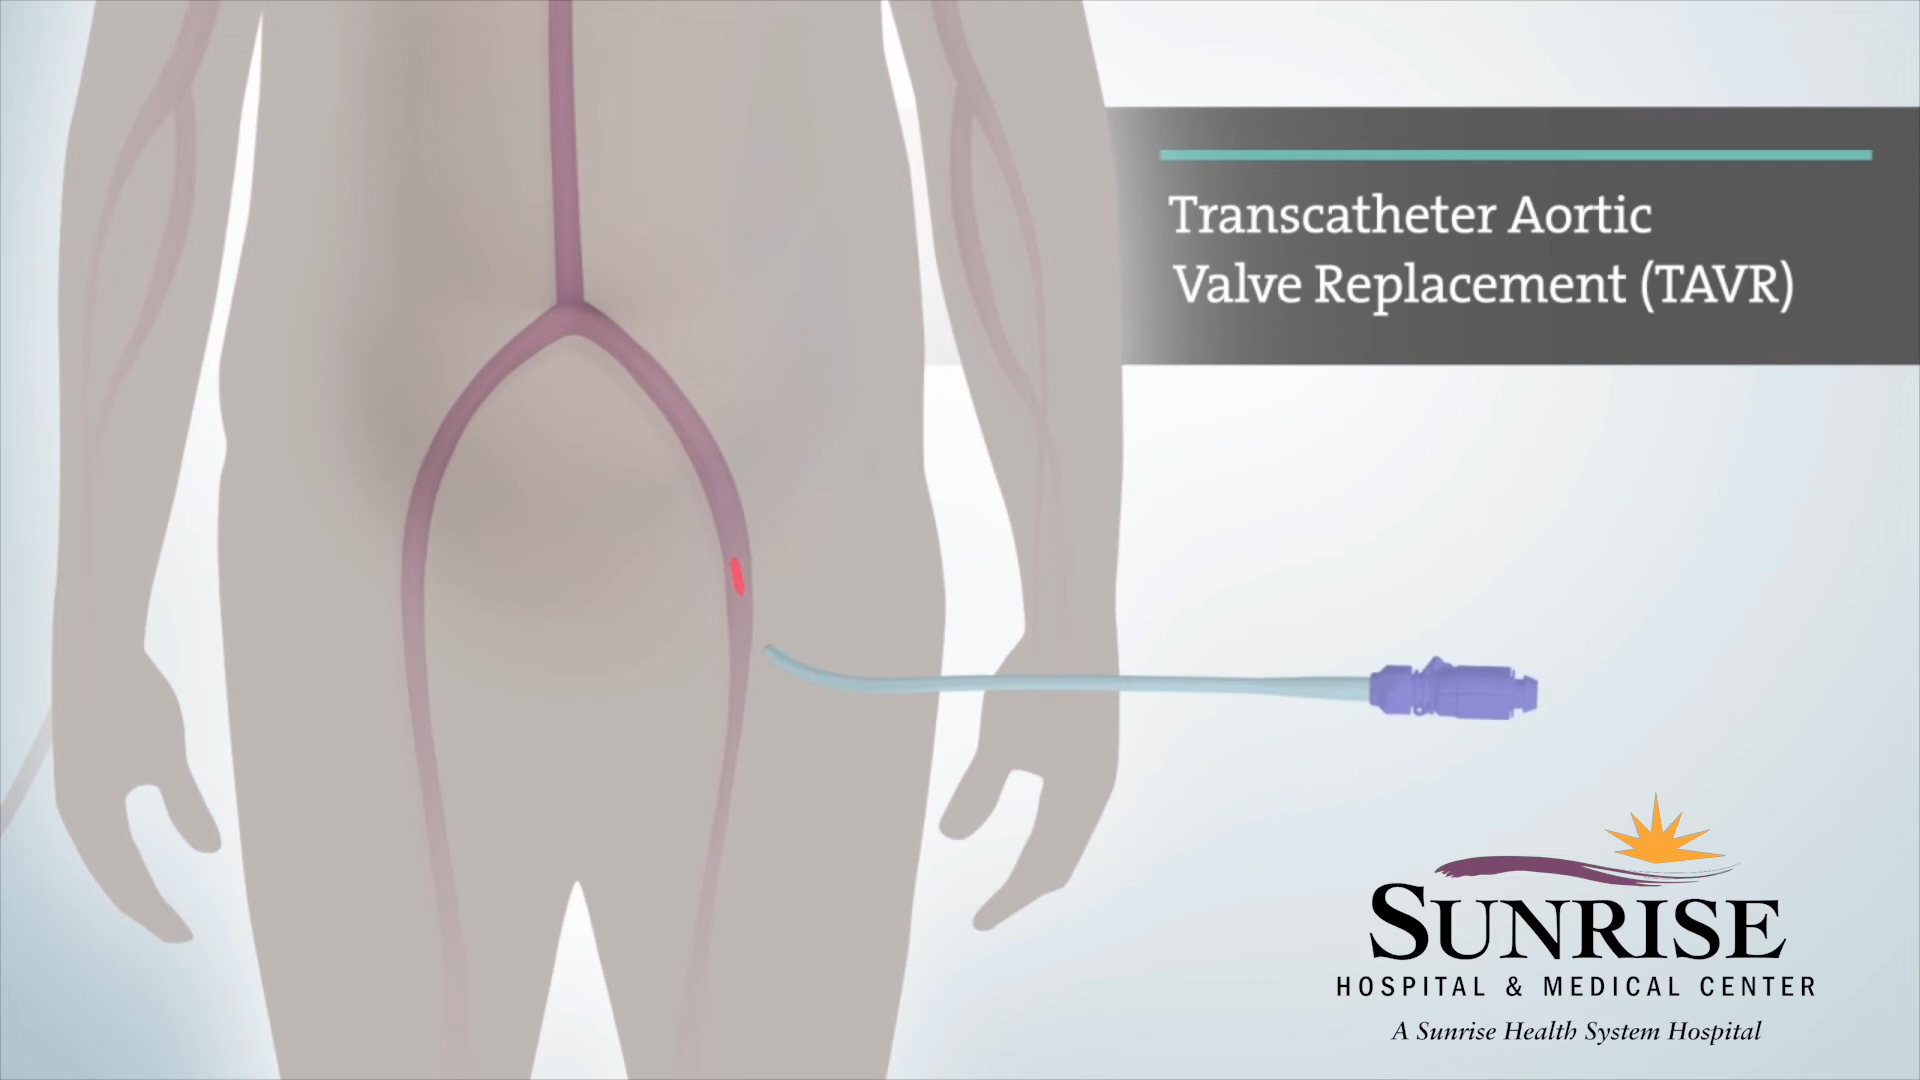 Transcatheter Aortic
Valve Replacement (TAVR)
SUNRISE
HOSPITAL & MEDICAL CENTER
A Sunrise Health System Hospital